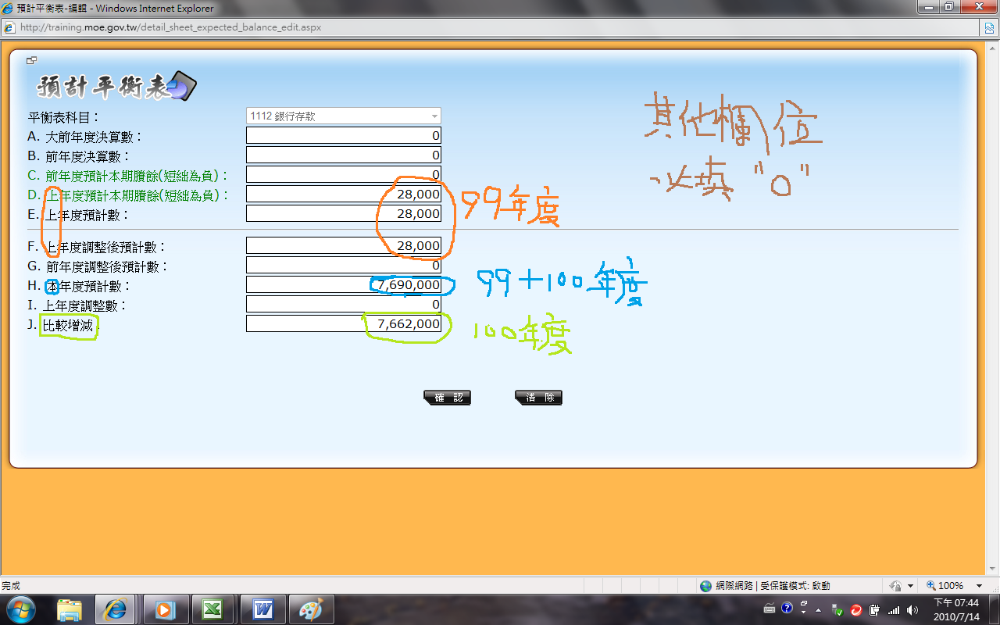 預計平衡表-編輯 - Windows Internet Explorer
http://training.moe.gov.tw/detail_sheet_expected_balance_edit.aspx
預計平衡表
平衡表科目： 1112 銀行存款
A. 大前年度決算數： 0
B. 前年度決算數： 0
C. 前年度預計本期賸餘(短絀為負)： 0
D. 上年度預計本期賸餘(短絀為負)： 28,000
E. 上年度預計數： 28,000
F. 上年度調整後預計數： 28,000
G. 前年度調整後預計數： 0
H. 本年度預計數： 7,690,000
I. 上年度調整數： 0
J. 比較增減 7,662,000
其他欄位
必填 "0"
99年度
99+100年度
100年度
確 認
清 除
完成
網際網路 | 受保護模式: 啟動
100%
下午 07:44
2010/7/14